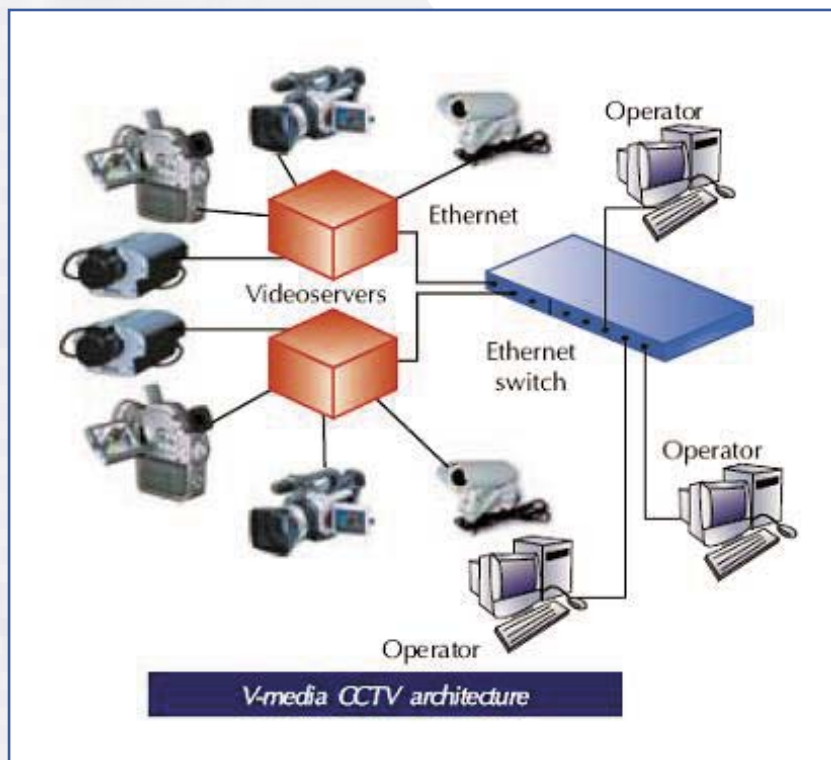 Operator
Ethernet
Videoservers
Ethernet
switch
Operator
Operator
V-media CCTV architecture